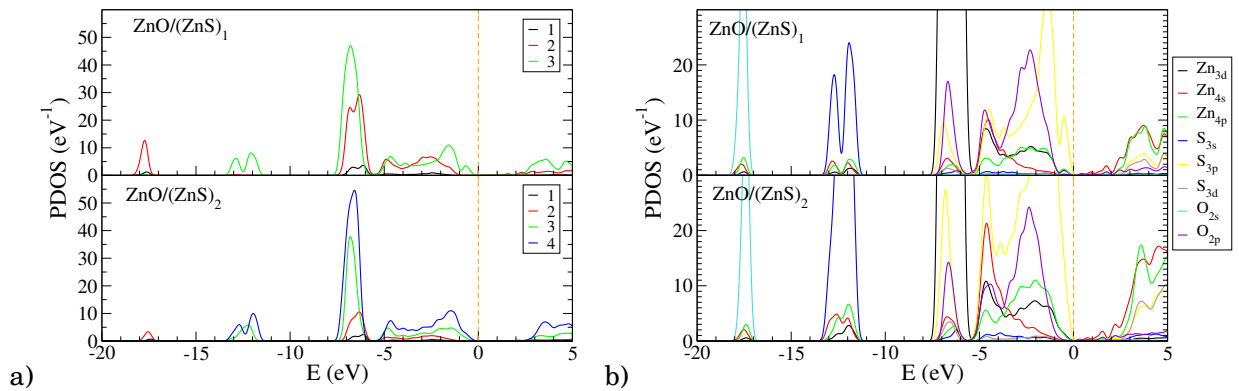 ZnO/(ZnS)1
1
2
3
50
40
30
20
10
0
PDOS (eV-1)
ZnO/(ZnS)2
1
2
3
4
50
40
30
20
10
0
-20 -15 -10 -5 0 5
E (eV)
a)
ZnO/(ZnS)1
20
10
0
PDOS (eV-1)
ZnO/(ZnS)2
20
10
0
-20 -15 -10 -5 0 5
E (eV)
b)
Zn3d
Zn4s
Zn4p
S3s
S3p
S3d
O2s
O2p